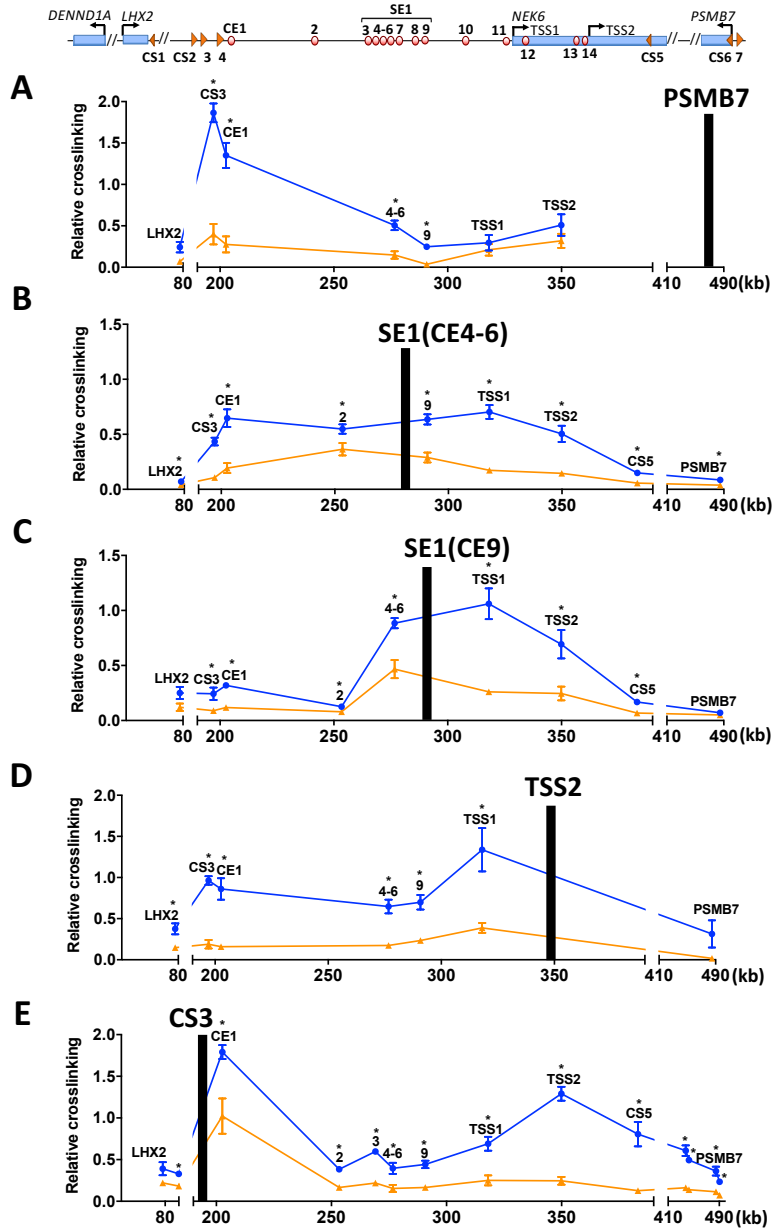 SE1
DENND1A LHX2 CE1 2 3 4-6 7 8 9 10 11 NEK6 TSS1 TSS2 PSMB7
CS1 CS2 3 4 12 13 14 CS5 CS6 7
A
PSMB7
Relative crosslinking
2.0
1.5
1.0
0.5
0.0
LHX2
*
CS3
*
CE1
*
4-6
*
9
TSS1
TSS2
80 200 250 300 350 410 490 (kb)
B
SE1(CE4-6)
Relative crosslinking
1.5
1.0
0.5
0.0
*
LHX2
*
CS3
*
CE1
*
2
*
9
*
TSS1
*
TSS2
*
CS5
*
PSMB7
80 200 250 300 350 410 490 (kb)
C
SE1(CE9)
Relative crosslinking
1.5
1.0
0.5
0.0
LHX2
*
CS3
*
CE1
*
2
*
4-6
*
TSS1
*
TSS2
*
CS5
PSMB7
80 200 250 300 350 410 490 (kb)
D
TSS2
Relative crosslinking
2.0
1.5
1.0
0.5
0.0
*
LHX2
*
CS3
*
CE1
*
4-6
*
9
*
TSS1
PSMB7
80 200 250 300 350 410 490 (kb)
E
CS3
Relative crosslinking
2.0
1.5
1.0
0.5
0.0
LHX2
*
*
CE1
*
2
*
3
*
4-6
*
9
*
TSS1
*
TSS2
*
CS5
*
*
*
PSMB7
*
80 200 250 300 350 410 490 (kb)